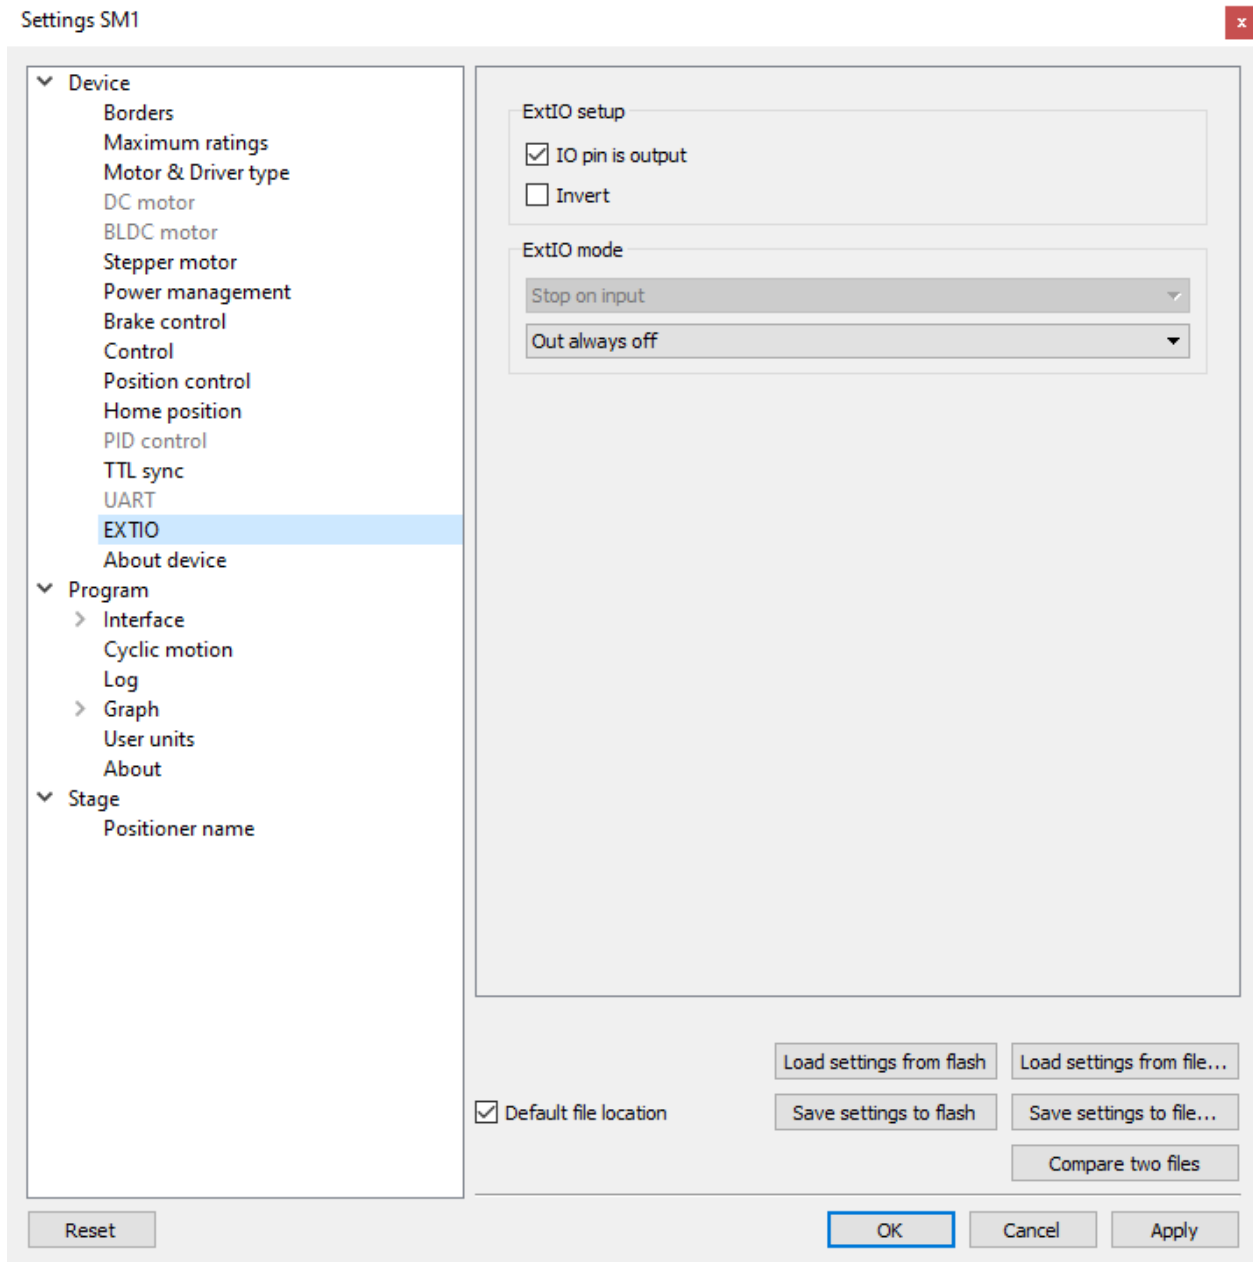 Settings SM1
x
Device
Borders
Maximum ratings
Motor & Driver type
DC motor
BLDC motor
Stepper motor
Power management
Brake control
Control
Position control
Home position
PID control
TTL sync
UART
EXTIO
About device
Program
Interface
Cyclic motion
Log
Graph
User units
About
Stage
Positioner name
ExtIO setup
IO pin is output
Invert
ExtIO mode
Stop on input
Out always off
Load settings from flash
Load settings from file...
Default file location
Save settings to flash
Save settings to file...
Compare two files
Reset
OK
Cancel
Apply